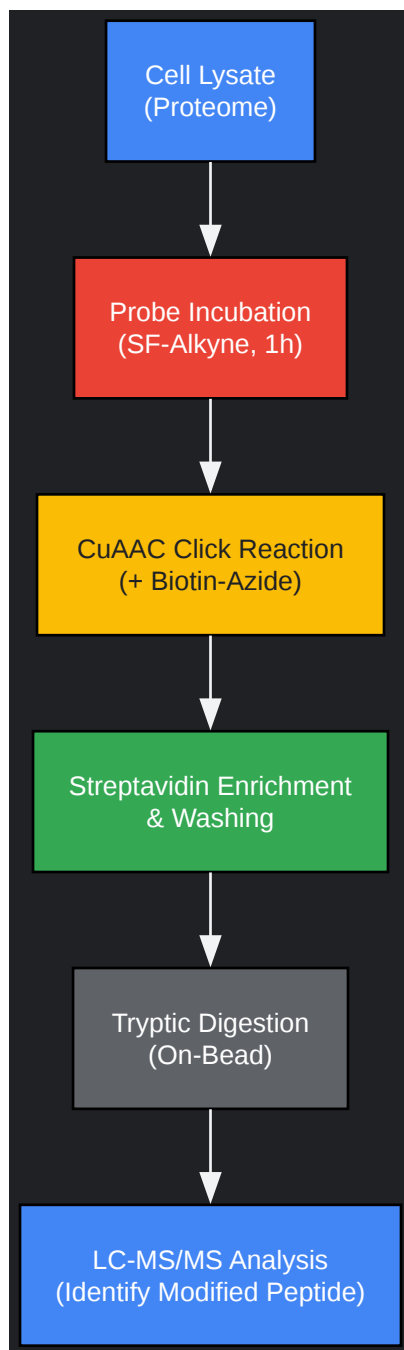 Cell Lysate
(Proteome)
Probe Incubation
(SF-Alkyne, 1h)
CuAAC Click Reaction
(+ Biotin-Azide)
Streptavidin Enrichment
& Washing
Tryptic Digestion
(On-Bead)
LC-MS/MS Analysis
(Identify Modified Peptide)